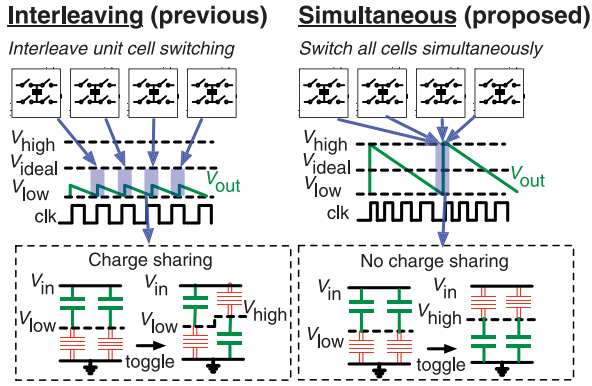 Interleaving (previous)
Interleave unit cell switching
Vhigh
Videal
Vlow
Vout
clk
Charge sharing
Vin
Vlow
toggle
Vin
Vlow
Vhigh
Simultaneous (proposed)
Switch all cells simultaneously
Vhigh
Videal
Vlow
Vout
clk
No charge sharing
Vin
Vlow
toggle
Vin
Vhigh